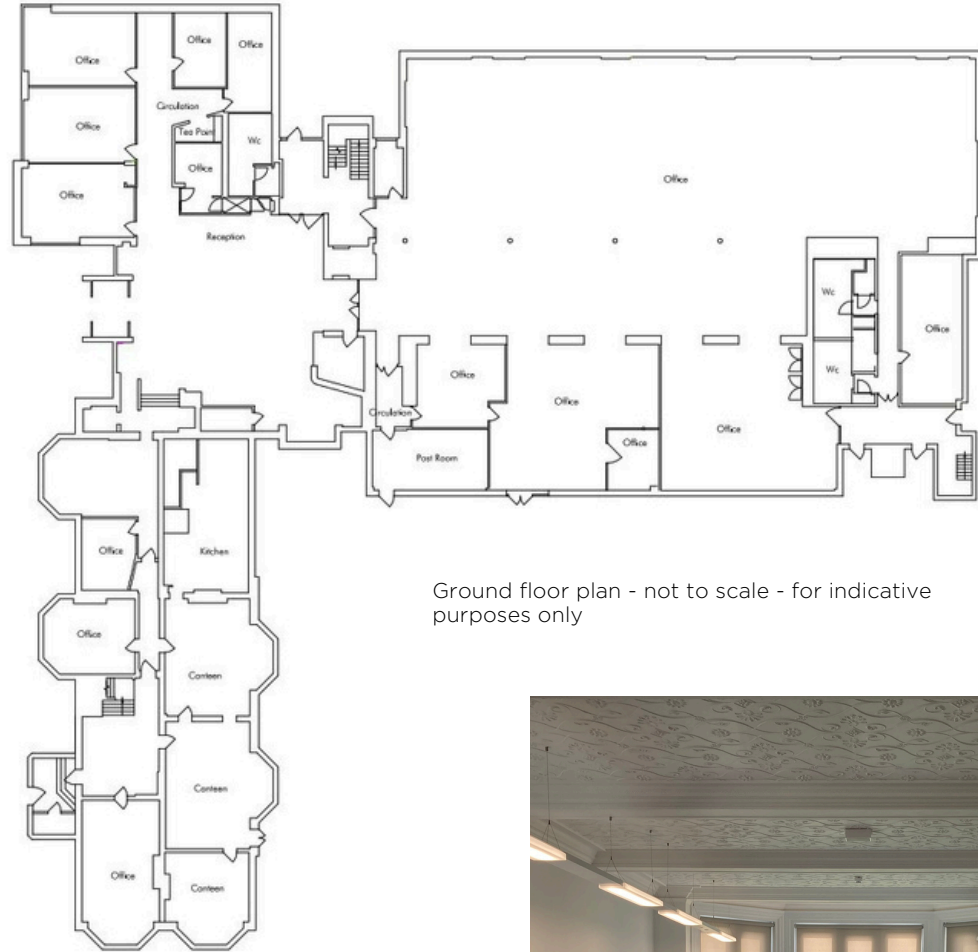 Office
Office
Office
Circulation
Office
Tea Point
Wc
Office
Office
Office
Reception
Office
Wc
Office
Wc
Office
Circulation
Office
Office
Post Room
Office
Office
Kitchen
Office
Canteen
Canteen
Office
Canteen
Ground floor plan - not to scale - for indicative
purposes only